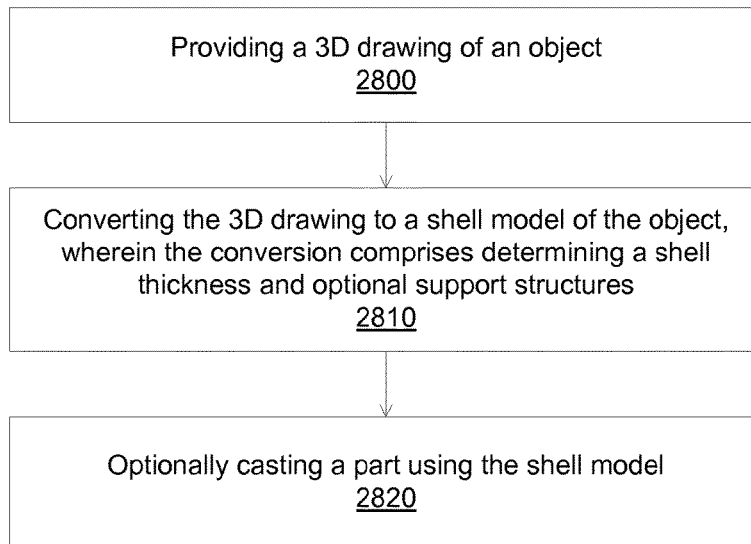 Providing a 3D drawing of an object
2800
Converting the 3D drawing to a shell model of the object,
wherein the conversion comprises determining a shell
thickness and optional support structures
2810
Optionally casting a part using the shell model
2820